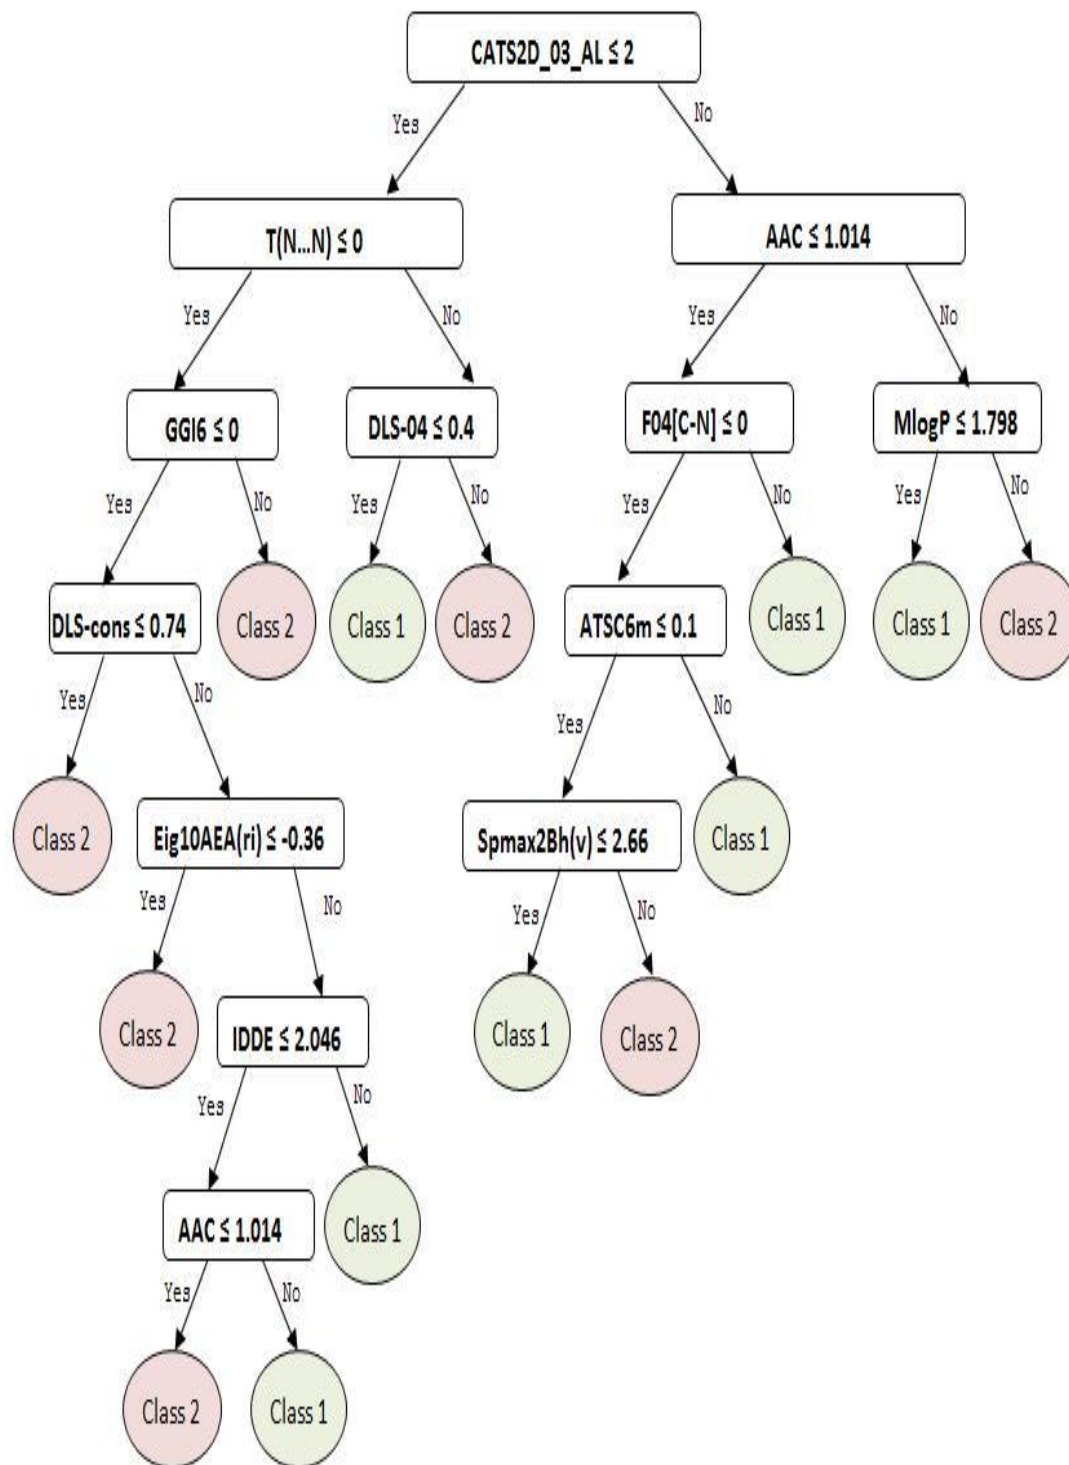 CATS2D_03_AL ≤ 2
Yes
No
T(N...N) ≤ 0
AAC ≤ 1.014
Yes
No
Yes
No
GGI6 ≤ 0
DLS-04 ≤ 0.4
F04[C-N] ≤ 0
MlogP ≤ 1.798
Yes
No
Yes
No
Yes
No
Yes
No
DLS-cons ≤ 0.74
Class 2
Class 1
Class 2
ATSC6m ≤ 0.1
Class 1
Class 1
Class 2
Yes
No
Yes
No
Class 2
Eig10AEA(ri) ≤ -0.36
Spmax2Bh(v) ≤ 2.66
Class 1
Yes
No
Yes
No
Class 2
IDDE ≤ 2.046
Class 1
Class 2
Yes
No
AAC ≤ 1.014
Class 1
Yes
No
Class 2
Class 1